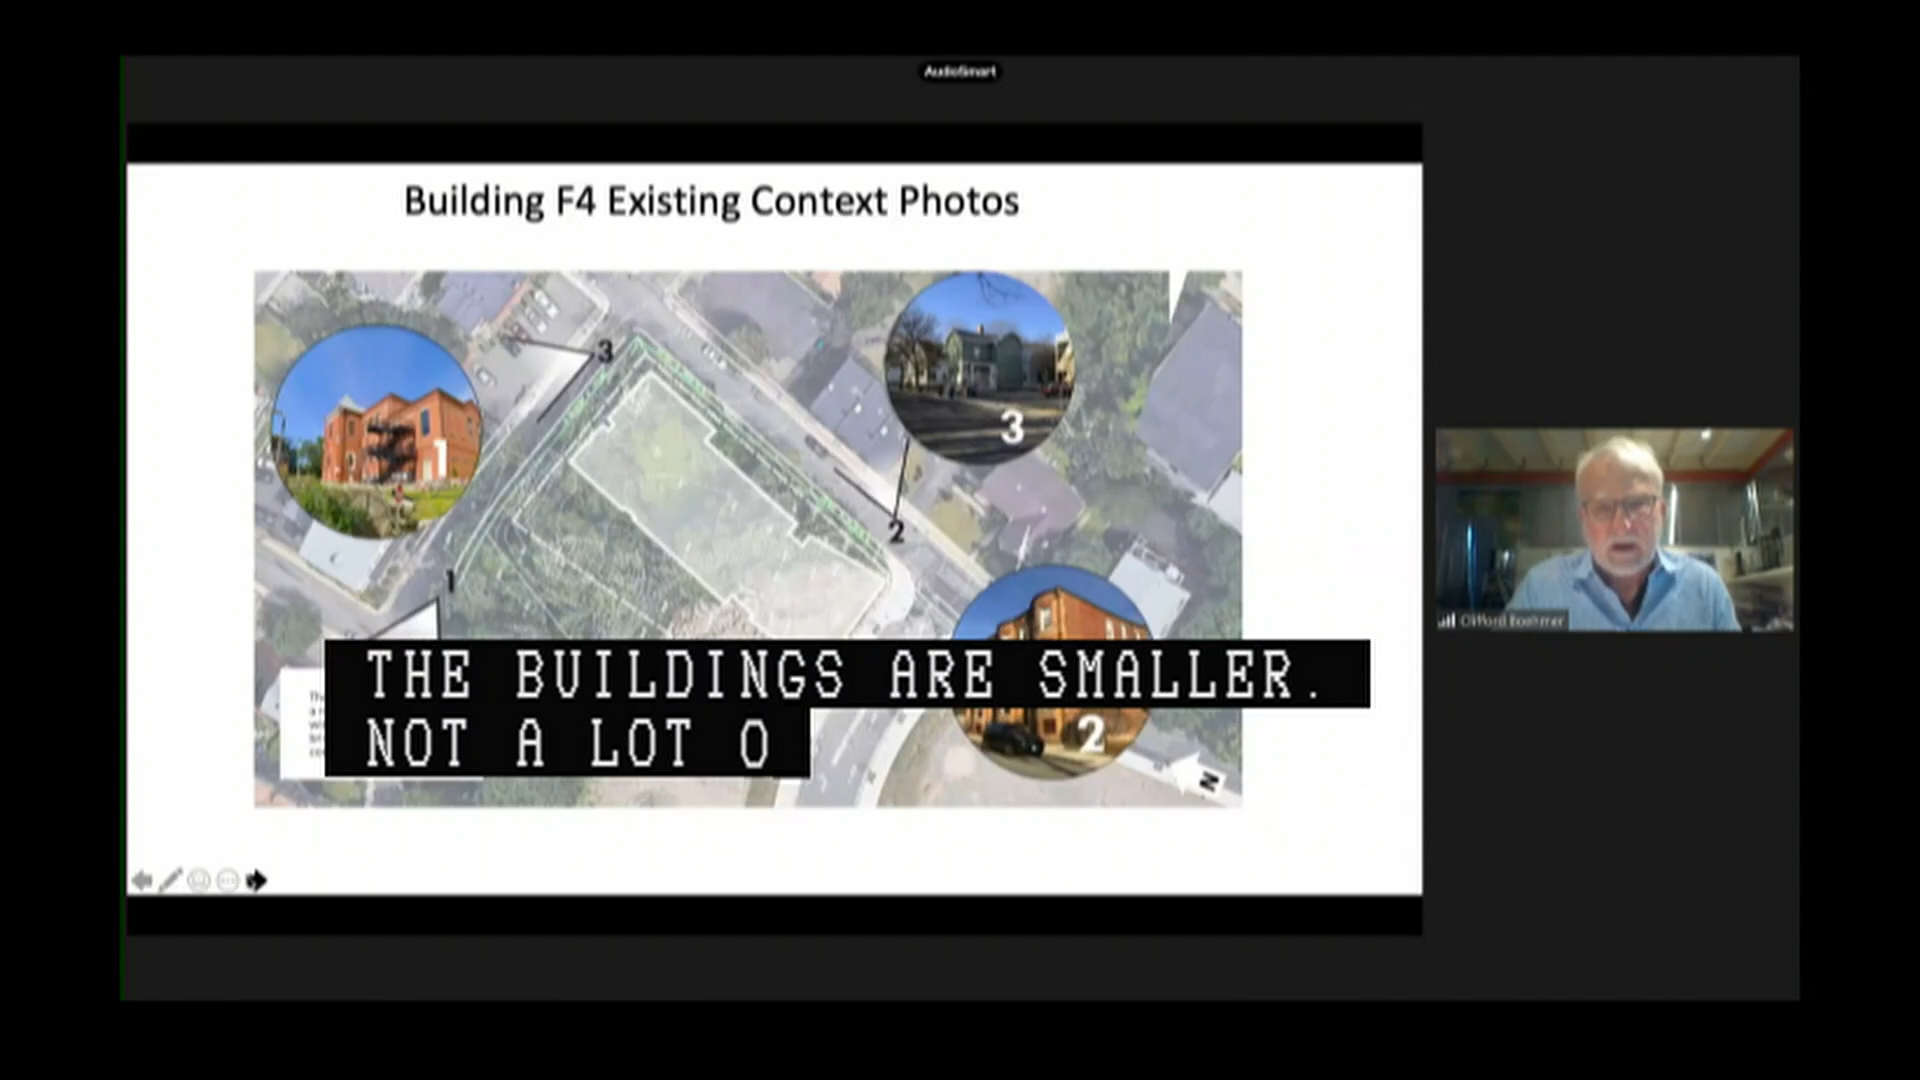 AudioSmart
Building F4 Existing Context Photos
3
3
2
1
THE BUILDINGS ARE SMALLER.
NOT A LOT O
2
N
Clifford Boehmer